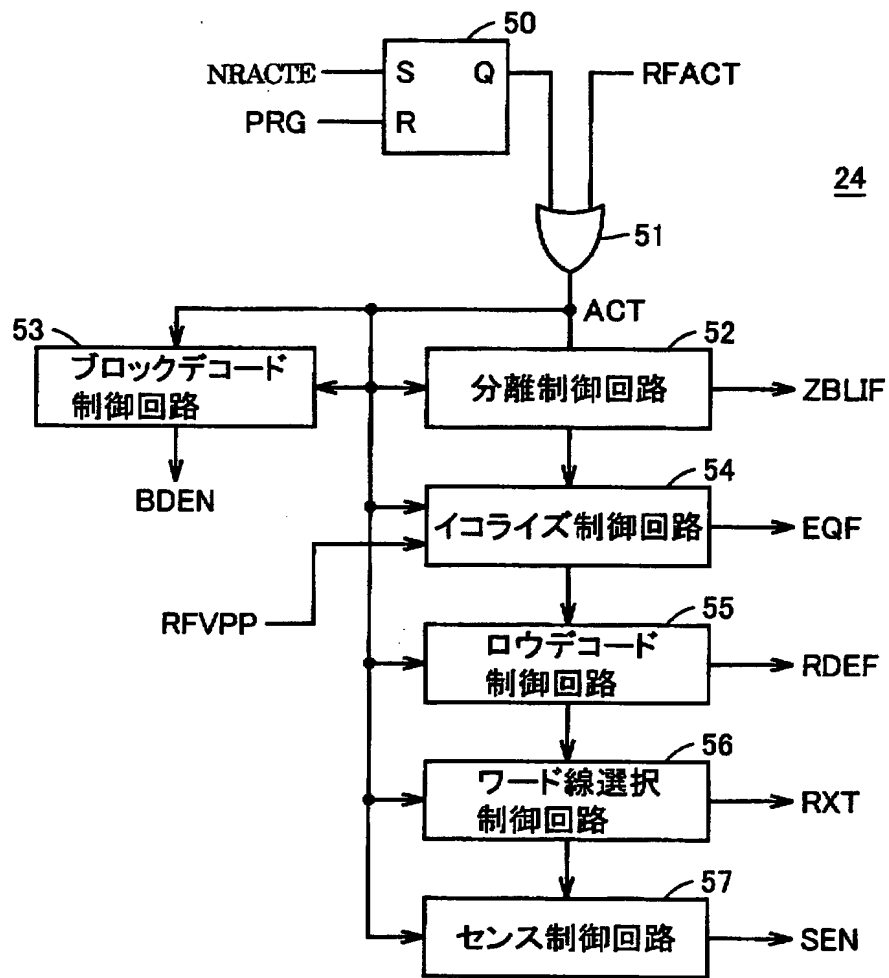 50
NRACTE
S
Q
RFACT
PRG
R
24
51
ACT
53
52
ブロックデコード
制御回路
分離制御回路
ZBLIF
54
BDEN
イコライズ制御回路
EQF
RFVPP
55
ロウデコード
制御回路
RDEF
56
ワード線選択
制御回路
RXT
57
センス制御回路
SEN